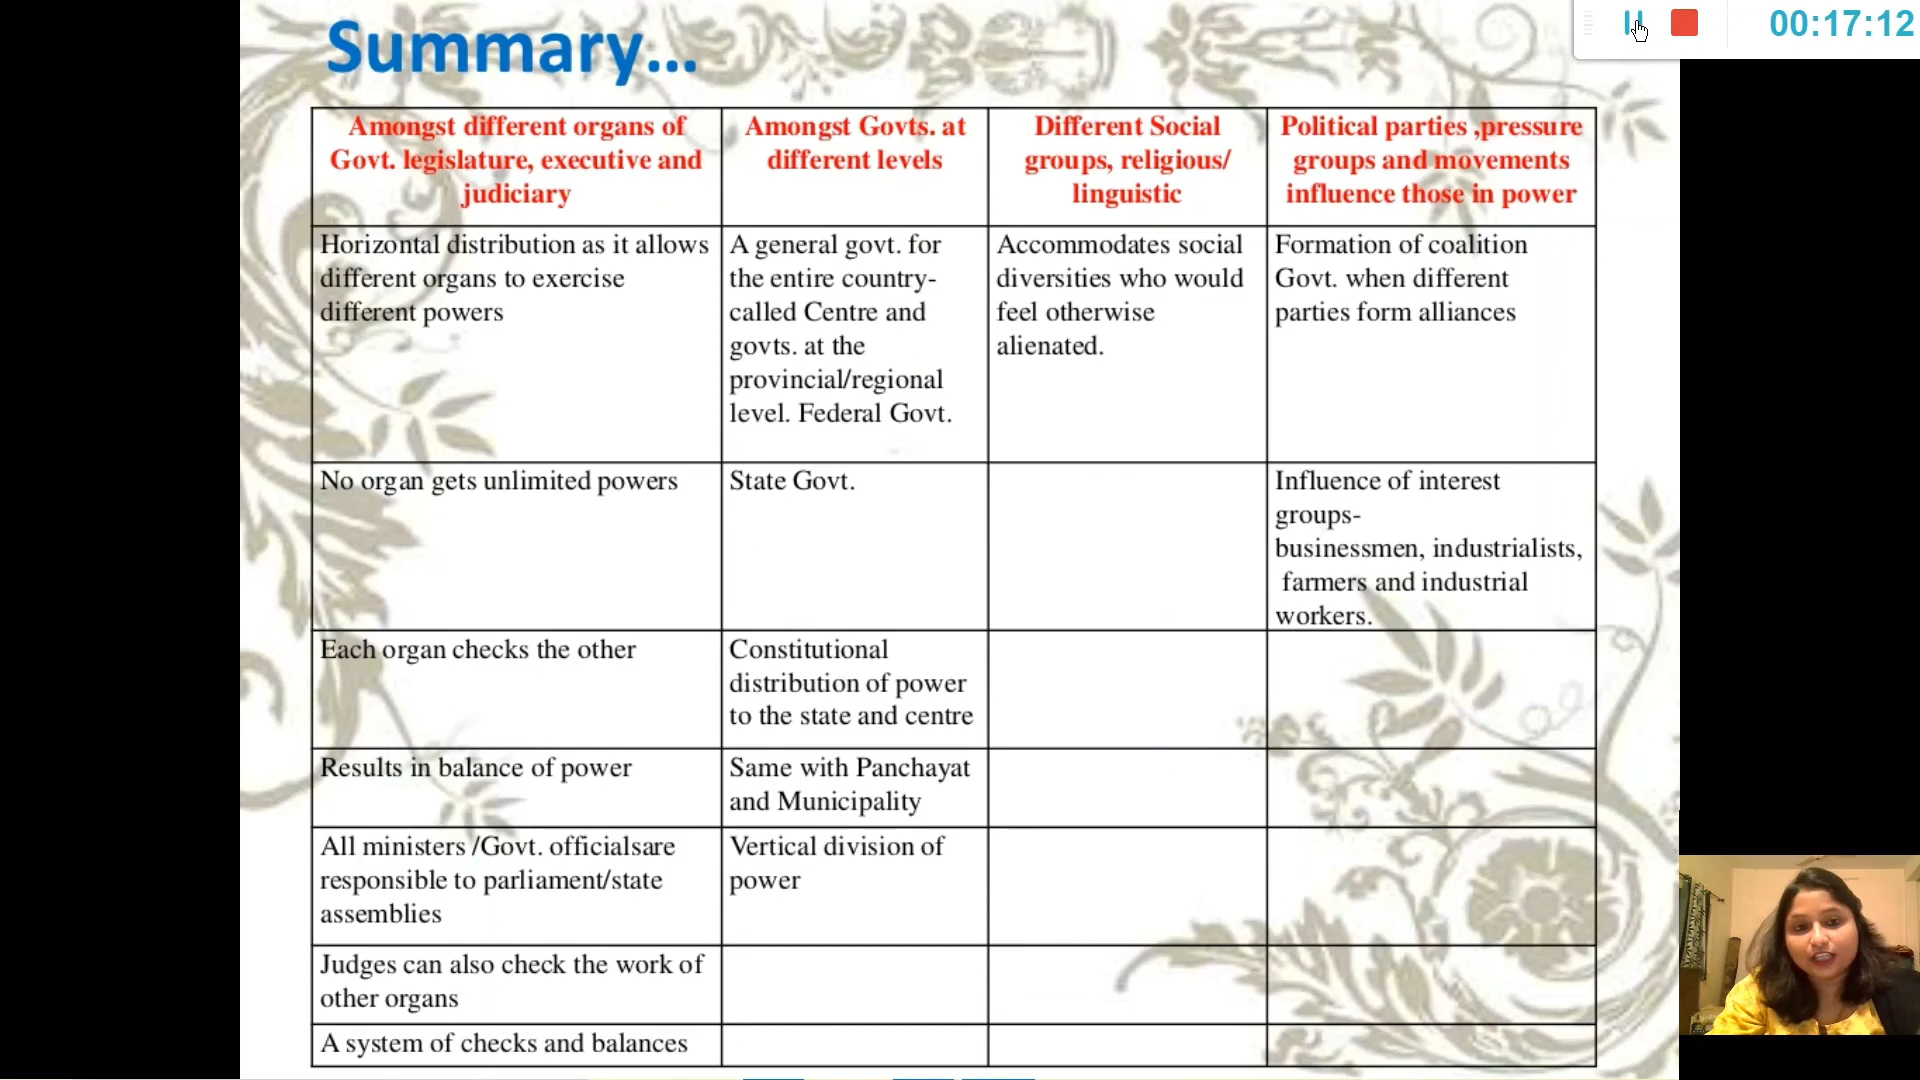 Summary...
00:17:12
Amongst different organs of
Govt. legislature, executive and
judiciary
Amongst Govts. at
different levels
Different Social
groups, religious/
linguistic
Political parties ,pressure
groups and movements
influence those in power
Horizontal distribution as it allows
different organs to exercise
different powers
A general govt. for
the entire country-
called Centre and
govts. at the
provincial/regional
level. Federal Govt.
Accommodates social
diversities who would
feel otherwise
alienated.
Formation of coalition
Govt. when different
parties form alliances
No organ gets unlimited powers
State Govt.
Influence of interest
groups-
businessmen, industrialists,
farmers and industrial
workers.
Each organ checks the other
Constitutional
distribution of power
to the state and centre
Results in balance of power
Same with Panchayat
and Municipality
All ministers /Govt. officialsare
responsible to parliament/state
assemblies
Vertical division of
power
Judges can also check the work of
other organs
A system of checks and balances